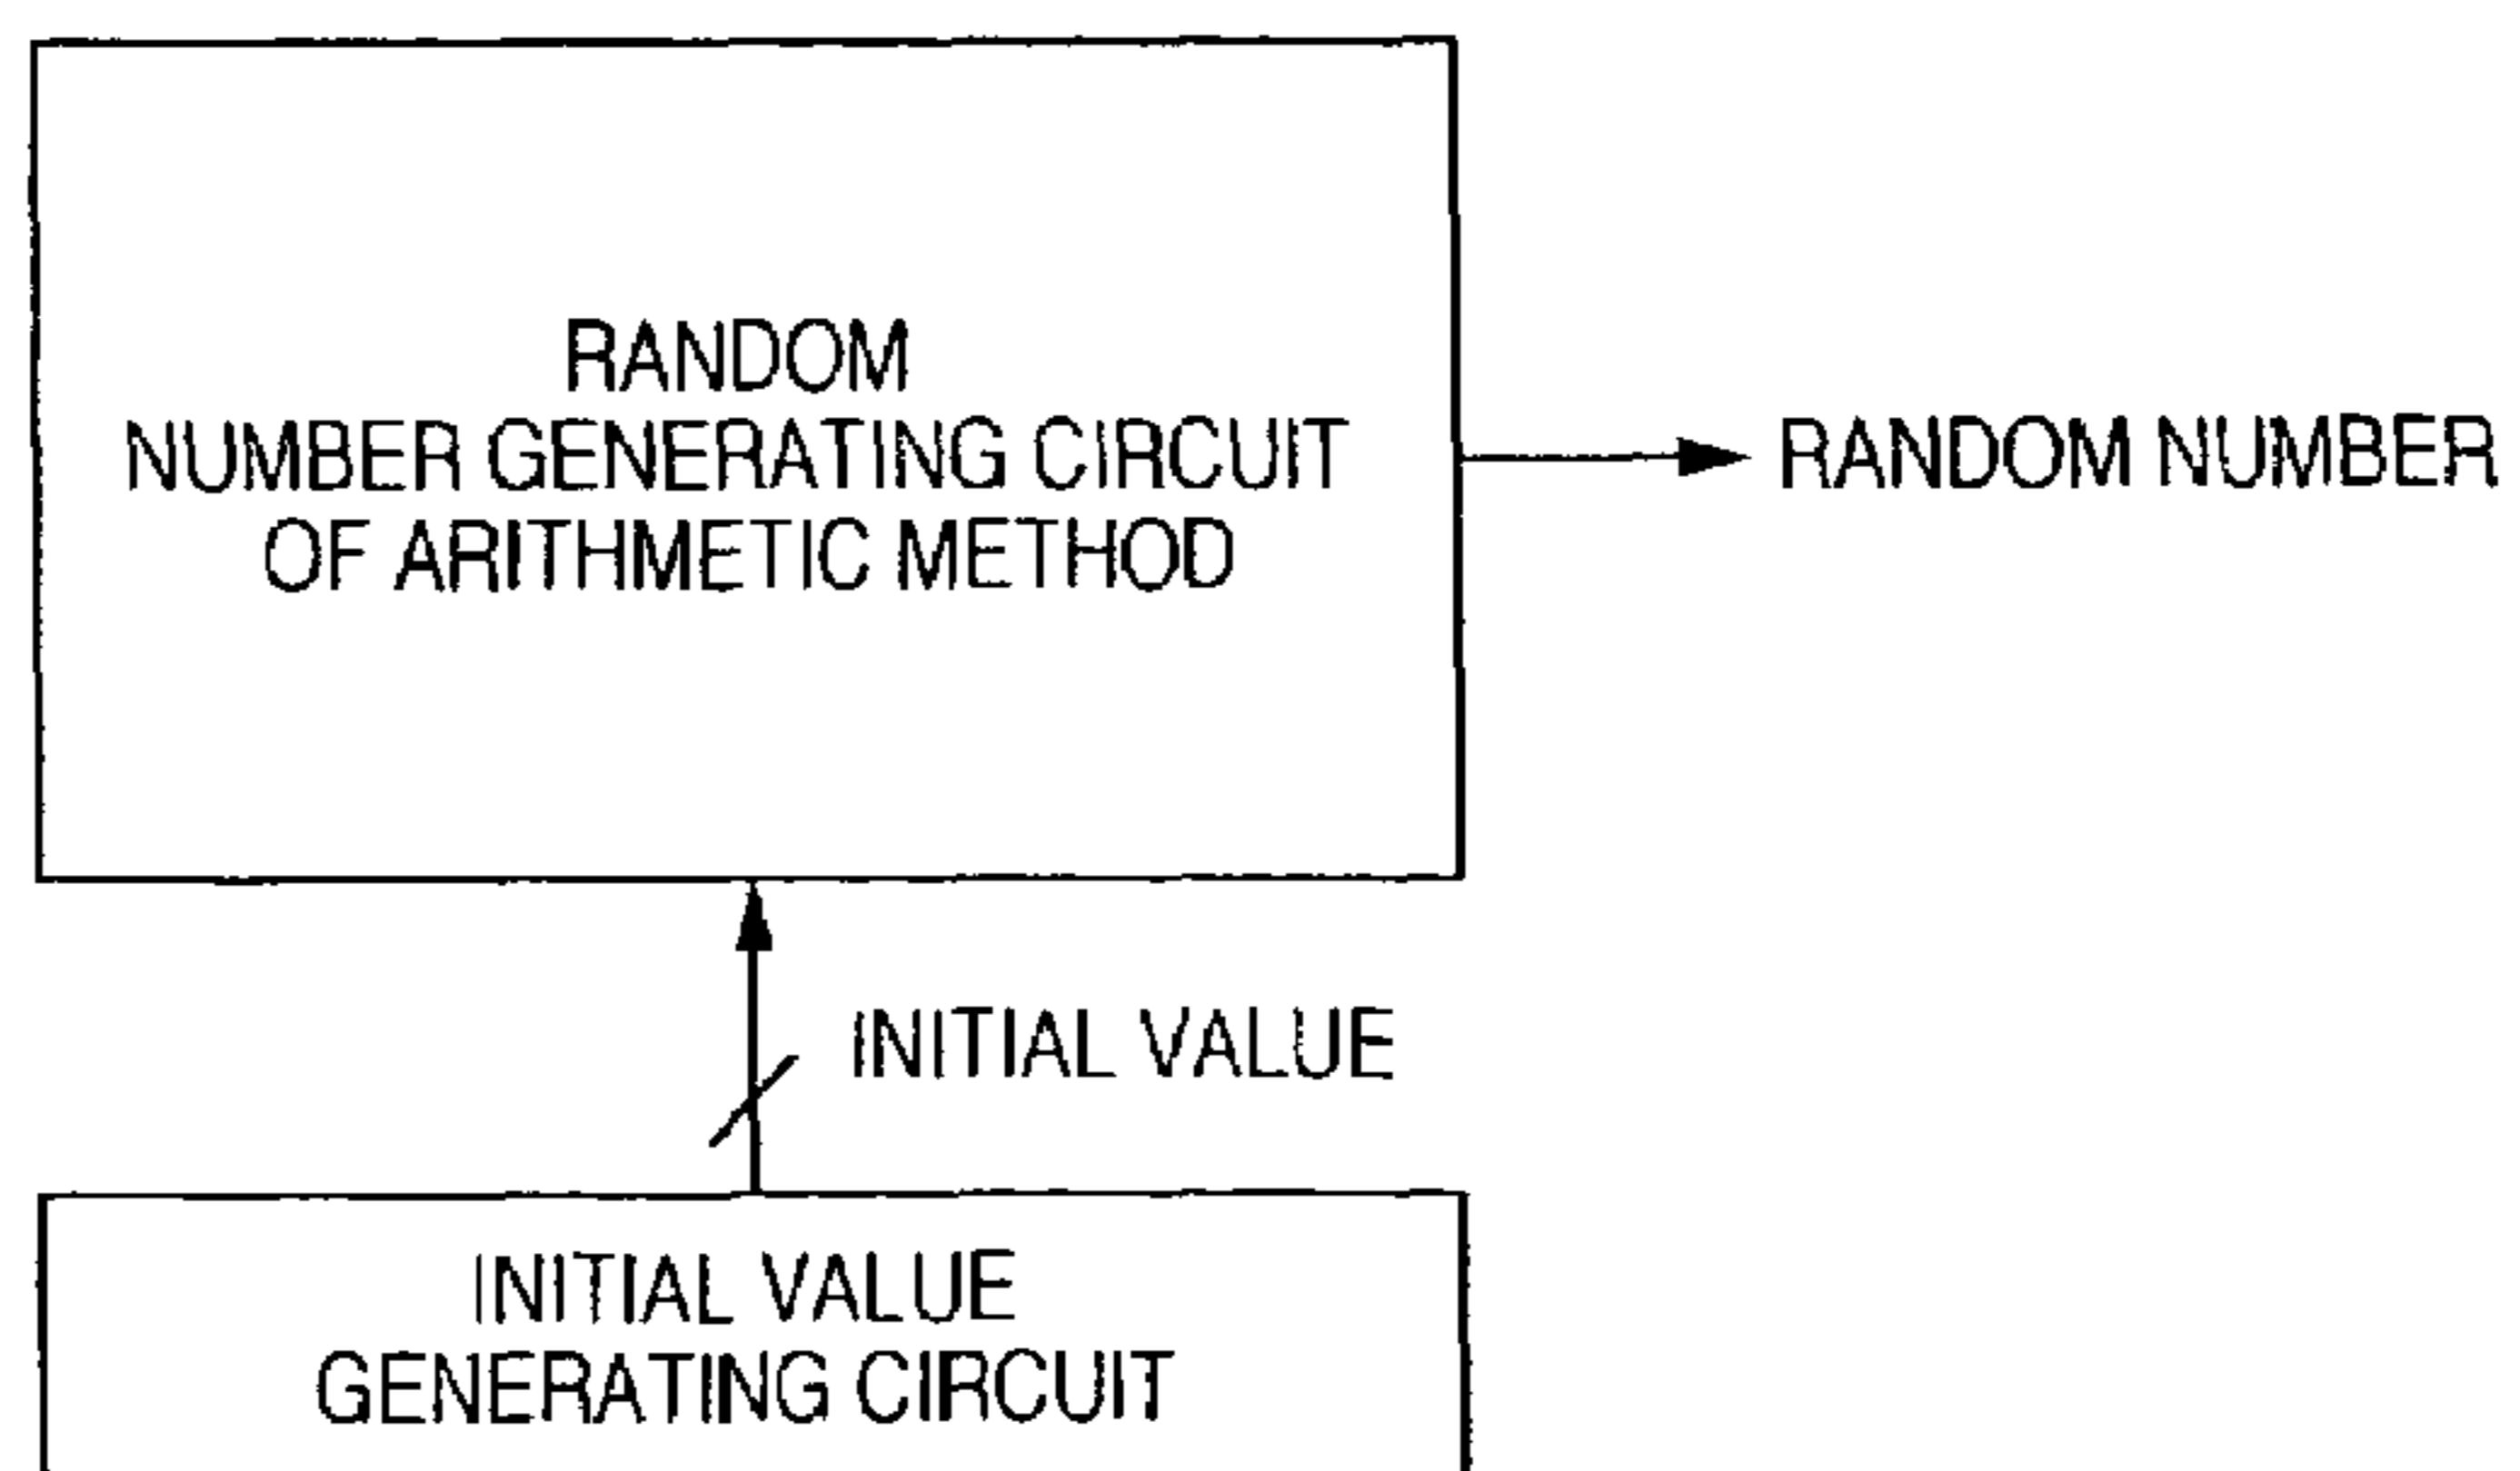 RANDOM
NUMBER GENERATING CIRCUIT
OF ARITHMETIC METHOD
RANDOM NUMBER
INITIAL VALUE
INITIAL VALUE
GENERATING CIRCUIT